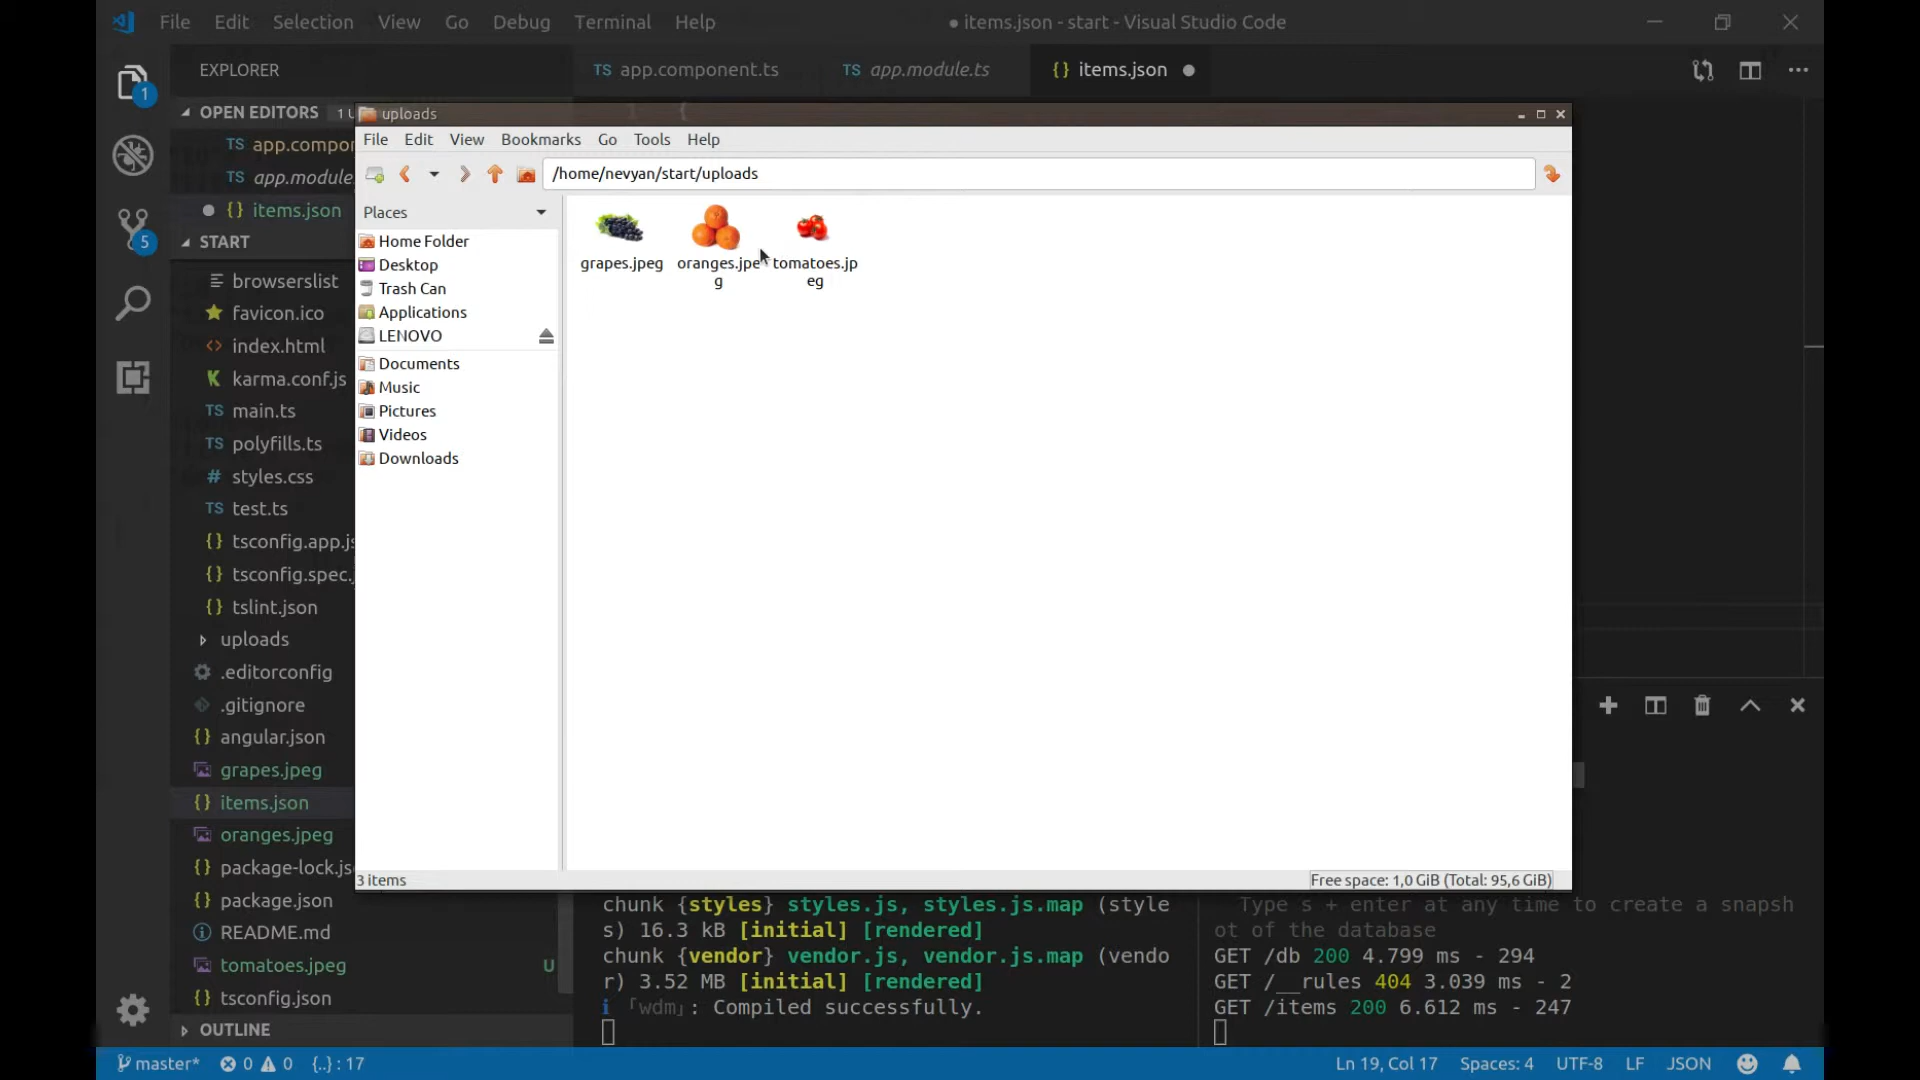 File Edit Selection View Go Debug Terminal Help
● items.json - start - Visual Studio Code
EXPLORER
TS app.component.ts
TS app.module.ts
{} items.json ●
1
OPEN EDITORS 1 U
TS app.compor
TS app.module.
● {} items.json
5
START
browserslist
favicon.ico
<> index.html
karma.conf.js
TS main.ts
TS polyfills.ts
# styles.css
TS test.ts
{} tsconfig.app.js
{} tsconfig.spec.
{} tslint.json
uploads
.editorconfig
.gitignore
{} angular.json
grapes.jpeg
{} items.json
oranges.jpeg
{} package-lock.js
{} package.json
README.md
tomatoes.jpeg U
tsconfig.json
OUTLINE
uploads
File Edit View Bookmarks Go Tools Help
/home/nevyan/start/uploads
Places
Home Folder
Desktop
Trash Can
Applications
LENOVO
Documents
Music
Pictures
Videos
Downloads
grapes.jpeg
oranges.jpe
g
tomatoes.jp
eg
3 items
Free space: 1,0 GiB (Total: 95,6 GiB)
chunk {styles} styles.js, styles.js.map (style
s) 16.3 kB [initial] [rendered]
chunk {vendor} vendor.js, vendor.js.map (vendo
r) 3.52 MB [initial] [rendered]
i ｢wdm｣: Compiled successfully.
Type s + enter at any time to create a snapsh
ot of the database
GET /db 200 4.799 ms - 294
GET /__rules 404 3.039 ms - 2
GET /items 200 6.612 ms - 247
master* 0 0 {..} : 17
Ln 19, Col 17 Spaces: 4 UTF-8 LF JSON